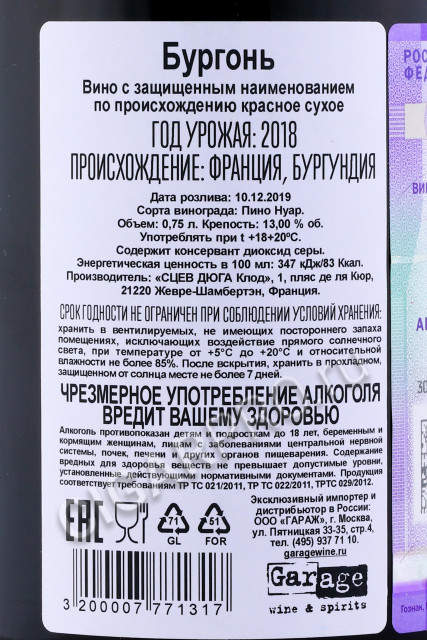 Бургонь
Вино с защищенным наименованием
по происхождению красное сухое
ГОД УРОЖАЯ: 2018
ПРОИСХОЖДЕНИЕ: ФРАНЦИЯ, БУРГУНДИЯ
Дата розлива: 10.12.2019
Сорта винограда: Пино Нуар.
Объем: 0,75 л. Крепость: 13,00 % об.
Употреблять при t +18+20ºС.
Содержит консервант диоксид серы.
Энергетическая ценность в 100 мл: 347 кДж/83 Ккал.
Производитель: «СЦЕВ ДЮГА Клод», 1, пляс де ля Кюр,
21220 Жевре-Шамбертэн, Франция.
СРОК ГОДНОСТИ НЕ ОГРАНИЧЕН ПРИ СОБЛЮДЕНИИ УСЛОВИЙ ХРАНЕНИЯ:
хранить в вентилируемых, не имеющих постороннего запаха
помещениях, исключающих воздействие прямого солнечного
света, при температуре от +5°С до +20°С и относительной
влажности не более 85%. После вскрытия, хранить в прохладном,
защищенном от солнца месте не более 7 дней.
ЧРЕЗМЕРНОЕ УПОТРЕБЛЕНИЕ АЛКОГОЛЯ
ВРЕДИТ ВАШЕМУ ЗДОРОВЬЮ
Алкоголь противопоказан детям и подросткам до 18 лет, беременным и
кормящим женщинам, лицам с заболеваниями центральной нервной
системы, почек, печени и других органов пищеварения. Содержание
вредных для здоровья веществ не превышает допустимые уровни,
установленные действующими нормативными документами. Продукция
соответствует требованиям ТР ТС 021/2011, ТР ТС 022/2011, ТРТС 029/2012.
ЕАС
71
GL
51
FOR
Эксклюзивный импортер и
дистрибьютор в России:
ООО «ГАРАЖ», г. Москва,
ул. Пятницкая 33-35, стр.4,
тел. (495) 937 71 10.
garagewine.ru
3 200007 771317
Garage
wine & spirits
РОС
ФЕД
ВИ
30
Гознак,